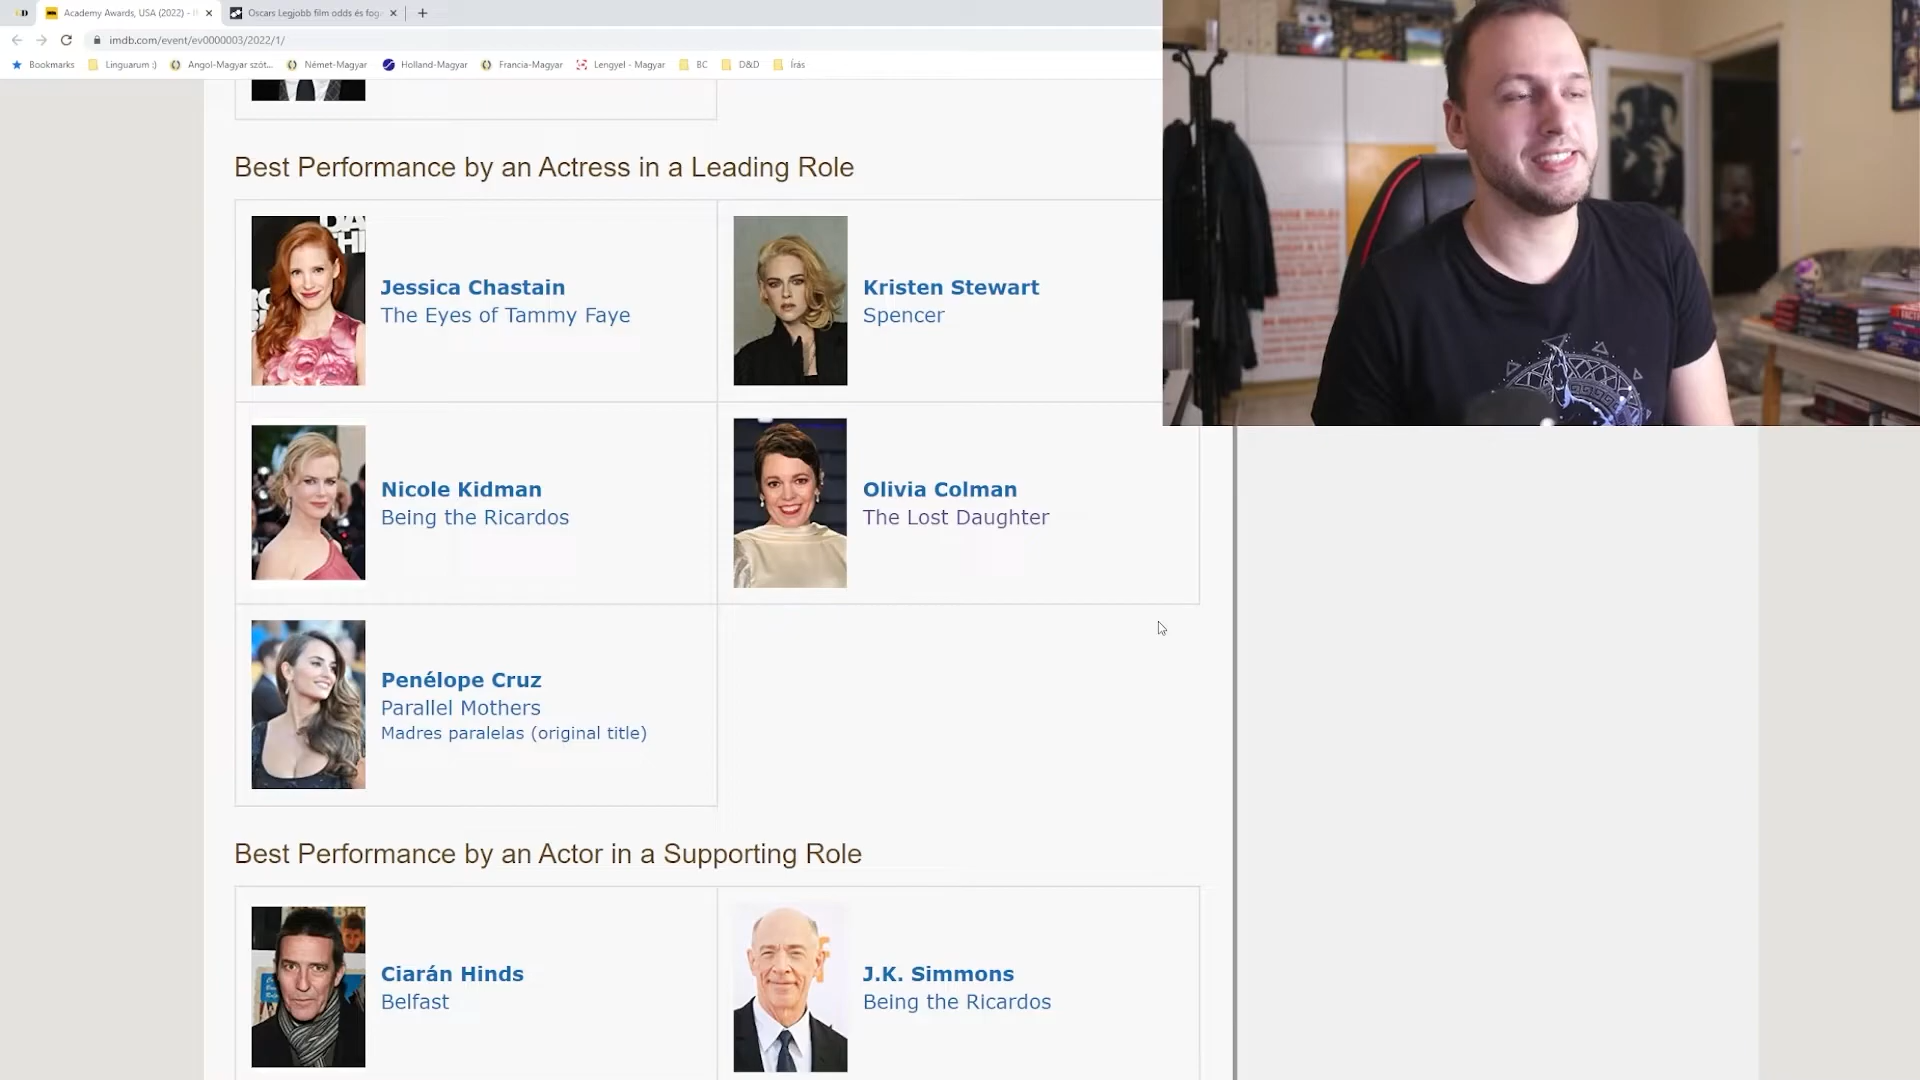 Academy Awards, USA (2022) - I
Oscars Legjobb film odds és fog
imdb.com/event/ev0000003/2022/1/
Bookmarks Linguarum :) Angol-Magyar szót... Német-Magyar Holland-Magyar Francia-Magyar Lengyel - Magyar BC D&D Írás
Best Performance by an Actress in a Leading Role
Jessica Chastain
The Eyes of Tammy Faye
Kristen Stewart
Spencer
Nicole Kidman
Being the Ricardos
Olivia Colman
The Lost Daughter
Penélope Cruz
Parallel Mothers
Madres paralelas (original title)
Best Performance by an Actor in a Supporting Role
Ciarán Hinds
Belfast
J.K. Simmons
Being the Ricardos